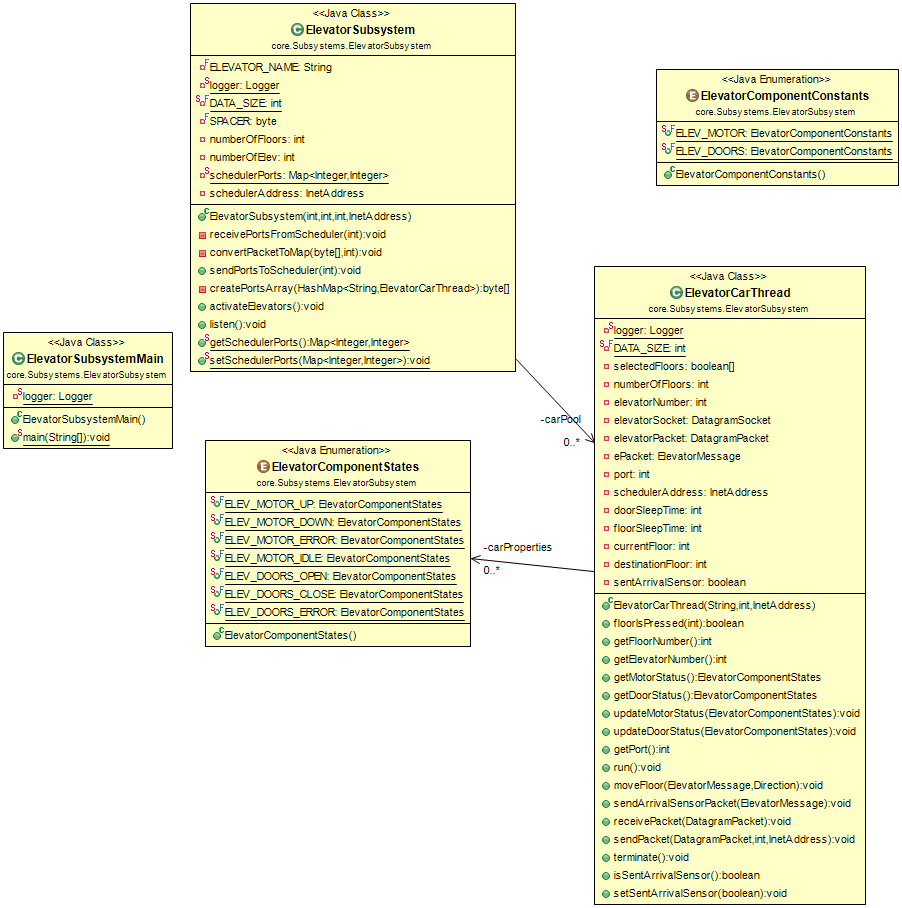 <<Java Class>>
ElevatorSubsystem
core.Subsystems.ElevatorSubsystem
ELEVATOR_NAME: String
logger: Logger
DATA_SIZE: int
SPACER: byte
numberOfFloors: int
numberOfElev: int
schedulerPorts: Map<Integer,Integer>
schedulerAddress: InetAddress
ElevatorSubsystem(int,int,int,InetAddress)
receivePortsFromScheduler(int):void
convertPacketToMap(byte[],int):void
sendPortsToScheduler(int):void
createPortsArray(HashMap<String,ElevatorCarThread>):byte[]
activateElevators():void
listen():void
getSchedulerPorts():Map<Integer,Integer>
setSchedulerPorts(Map<Integer,Integer>):void
<<Java Enumeration>>
ElevatorComponentConstants
core.Subsystems.ElevatorSubsystem
ELEV_MOTOR: ElevatorComponentConstants
ELEV_DOORS: ElevatorComponentConstants
ElevatorComponentConstants()
<<Java Class>>
ElevatorSubsystemMain
core.Subsystems.ElevatorSubsystem
logger: Logger
ElevatorSubsystemMain()
main(String[]):void
-carPool
0..*
<<Java Enumeration>>
ElevatorComponentStates
core.Subsystems.ElevatorSubsystem
ELEV_MOTOR_UP: ElevatorComponentStates
ELEV_MOTOR_DOWN: ElevatorComponentStates
ELEV_MOTOR_ERROR: ElevatorComponentStates
ELEV_MOTOR_IDLE: ElevatorComponentStates
ELEV_DOORS_OPEN: ElevatorComponentStates
ELEV_DOORS_CLOSE: ElevatorComponentStates
ELEV_DOORS_ERROR: ElevatorComponentStates
ElevatorComponentStates()
-carProperties
0..*
<<Java Class>>
ElevatorCarThread
core.Subsystems.ElevatorSubsystem
logger: Logger
DATA_SIZE: int
selectedFloors: boolean[]
numberOfFloors: int
elevatorNumber: int
elevatorSocket: DatagramSocket
elevatorPacket: DatagramPacket
ePacket: ElevatorMessage
port: int
schedulerAddress: InetAddress
doorSleepTime: int
floorSleepTime: int
currentFloor: int
destinationFloor: int
sentArrivalSensor: boolean
ElevatorCarThread(String,int,InetAddress)
floorIsPressed(int):boolean
getFloorNumber():int
getElevatorNumber():int
getMotorStatus():ElevatorComponentStates
getDoorStatus():ElevatorComponentStates
updateMotorStatus(ElevatorComponentStates):void
updateDoorStatus(ElevatorComponentStates):void
getPort():int
run():void
moveFloor(ElevatorMessage,Direction):void
sendArrivalSensorPacket(ElevatorMessage):void
receivePacket(DatagramPacket):void
sendPacket(DatagramPacket,int,InetAddress):void
terminate():void
isSentArrivalSensor():boolean
setSentArrivalSensor(boolean):void